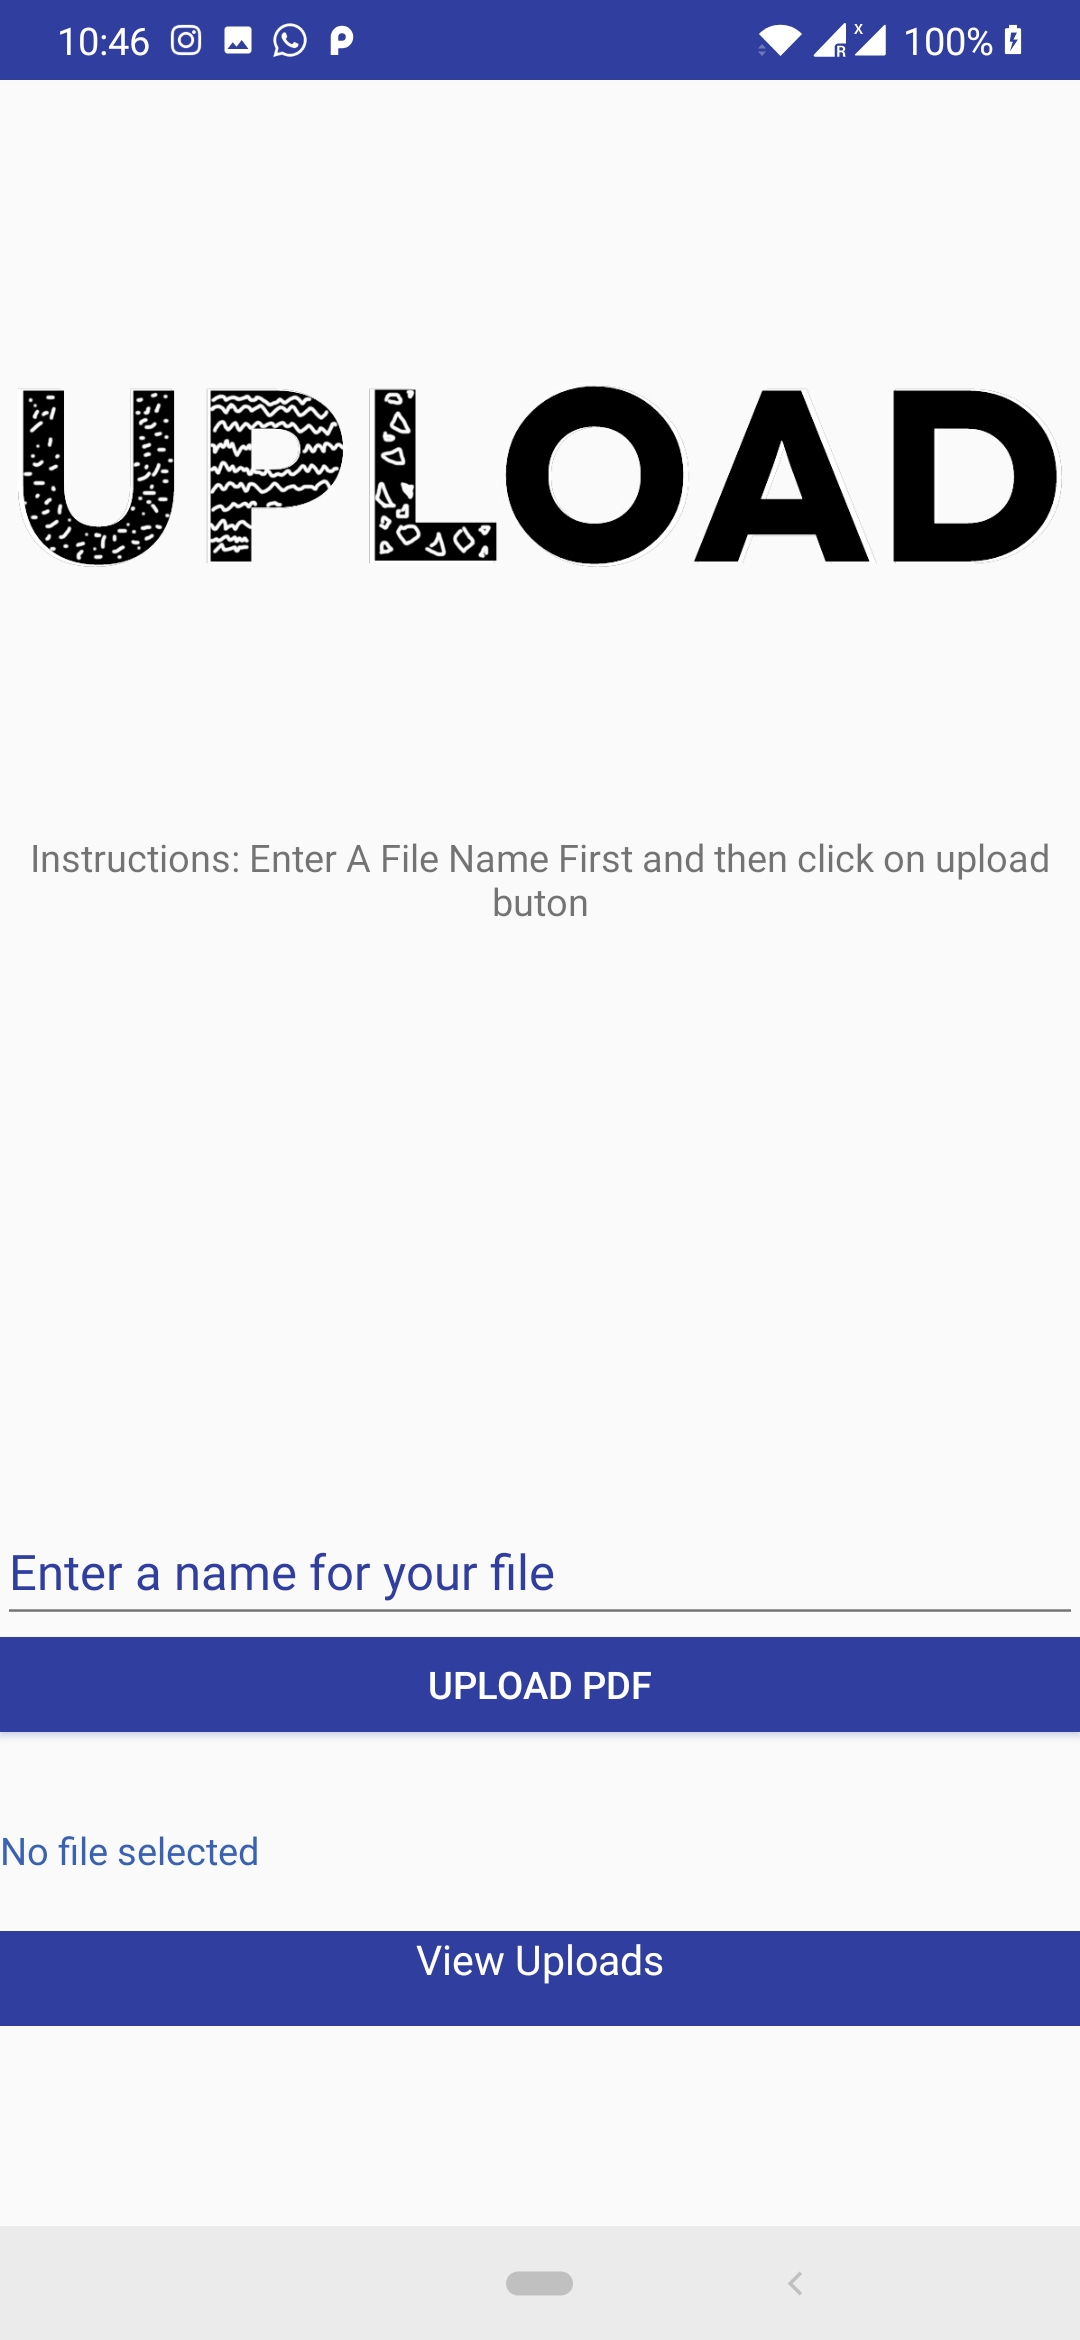 10:46
R x 100%
UPLOAD
Instructions: Enter A File Name First and then click on upload
buton
Enter a name for your file
UPLOAD PDF
No file selected
View Uploads